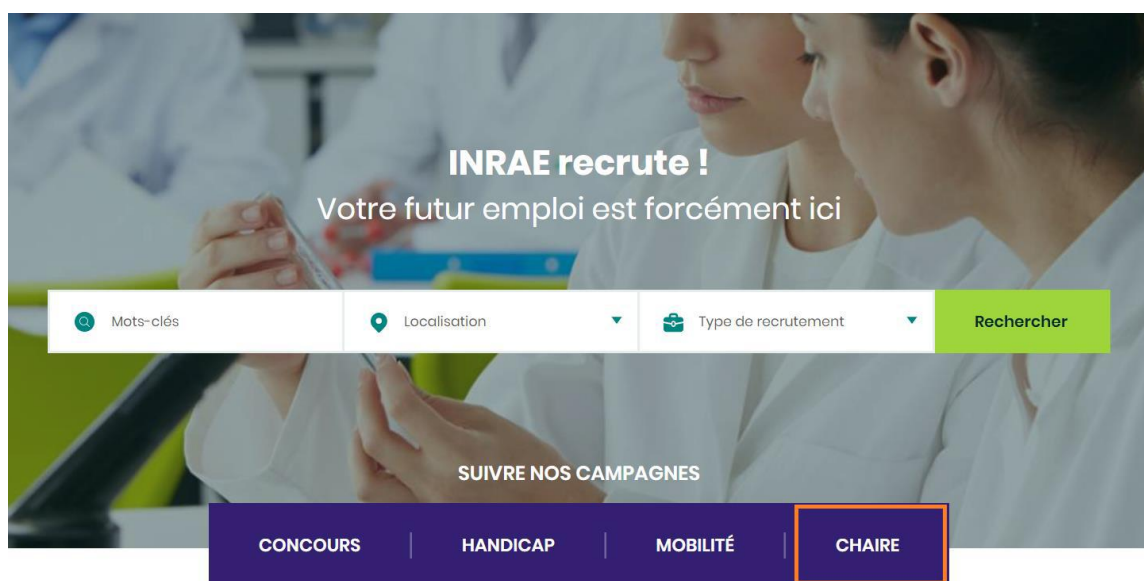 INRAE recrute !
Votre futur emploi est forcément ici
Mots-clés
Localisation
Type de recrutement
Rechercher
SUIVRE NOS CAMPAGNES
CONCOURS
HANDICAP
MOBILITÉ
CHAIRE